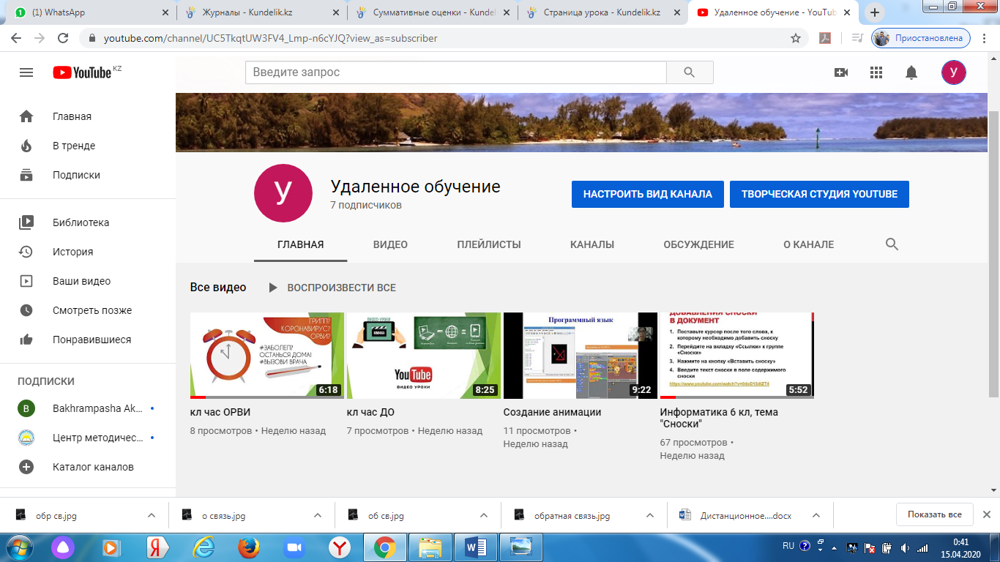 (1) WhatsApp
Журналы - Kundelik.kz
Суммативные оценки - Kundel
Страница урока - Kundelik.kz
Удаленное обучение - YouTub
youtube.com/channel/UC5TkqtUW3FV4_Lmp-n6cYJQ?view_as=subscriber
Приостановлена
YouTube KZ
Введите запрос
У
Главная
В тренде
Подписки
Библиотека
История
Ваши видео
Смотреть позже
Понравившиеся
ПОДПИСКИ
B Bakhrampasha Ak...
Центр методичес...
Каталог каналов
У
Удаленное обучение
7 подписчиков
НАСТРОИТЬ ВИД КАНАЛА
ТВОРЧЕСКАЯ СТУДИЯ YOUTUBE
ГЛАВНАЯ ВИДЕО ПЛЕЙЛИСТЫ КАНАЛЫ ОБСУЖДЕНИЕ О КАНАЛЕ
Все видео ВОСПРОИЗВЕСТИ ВСЕ
ГРИПП?
КОРОНАВИРУС?
ОРВИ?
#ЗАБОЛЕЛ?
ОСТАНЬСЯ ДОМА!
#ВЫЗОВИ ВРАЧА
6:18
кл час ОРВИ
8 просмотров • Неделю назад
ВИДЕО УРОКИ
YouTube
ВИДЕО УРОКИ
8:25
кл час ДО
7 просмотров • Неделю назад
Программный язык
9:22
Создание анимации
11 просмотров •
Неделю назад
ДОБАВЛЕНИЯ СНОСКИ
В ДОКУМЕНТ
1. Поставьте курсор после того слова, к
которому необходимо добавить сноску
2. Перейдите на вкладку «Ссылки» к группе
«Сноски»
3. Нажмите на кнопку «Вставить сноску»
4. Введите текст сноски в поле содержимого
сноски
5:52
Информатика 6 кл, тема
"Сноски"
67 просмотров •
Неделю назад
обр св.jpg
о связь.jpg
об св.jpg
обратная связь.jpg
Дистанционное....docx
Показать все
RU
0:41
15.04.2020